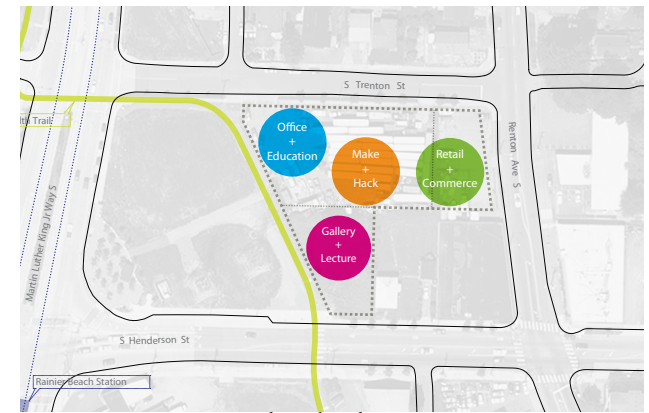 S Trenton St
lth Trail
Office
+
Education
Make
+
Hack
Retail
+
Commerce
Renton Ave S
Martin Luther King Jr Way S
Gallery
+
Lecture
S Henderson St
Rainier Beach Station